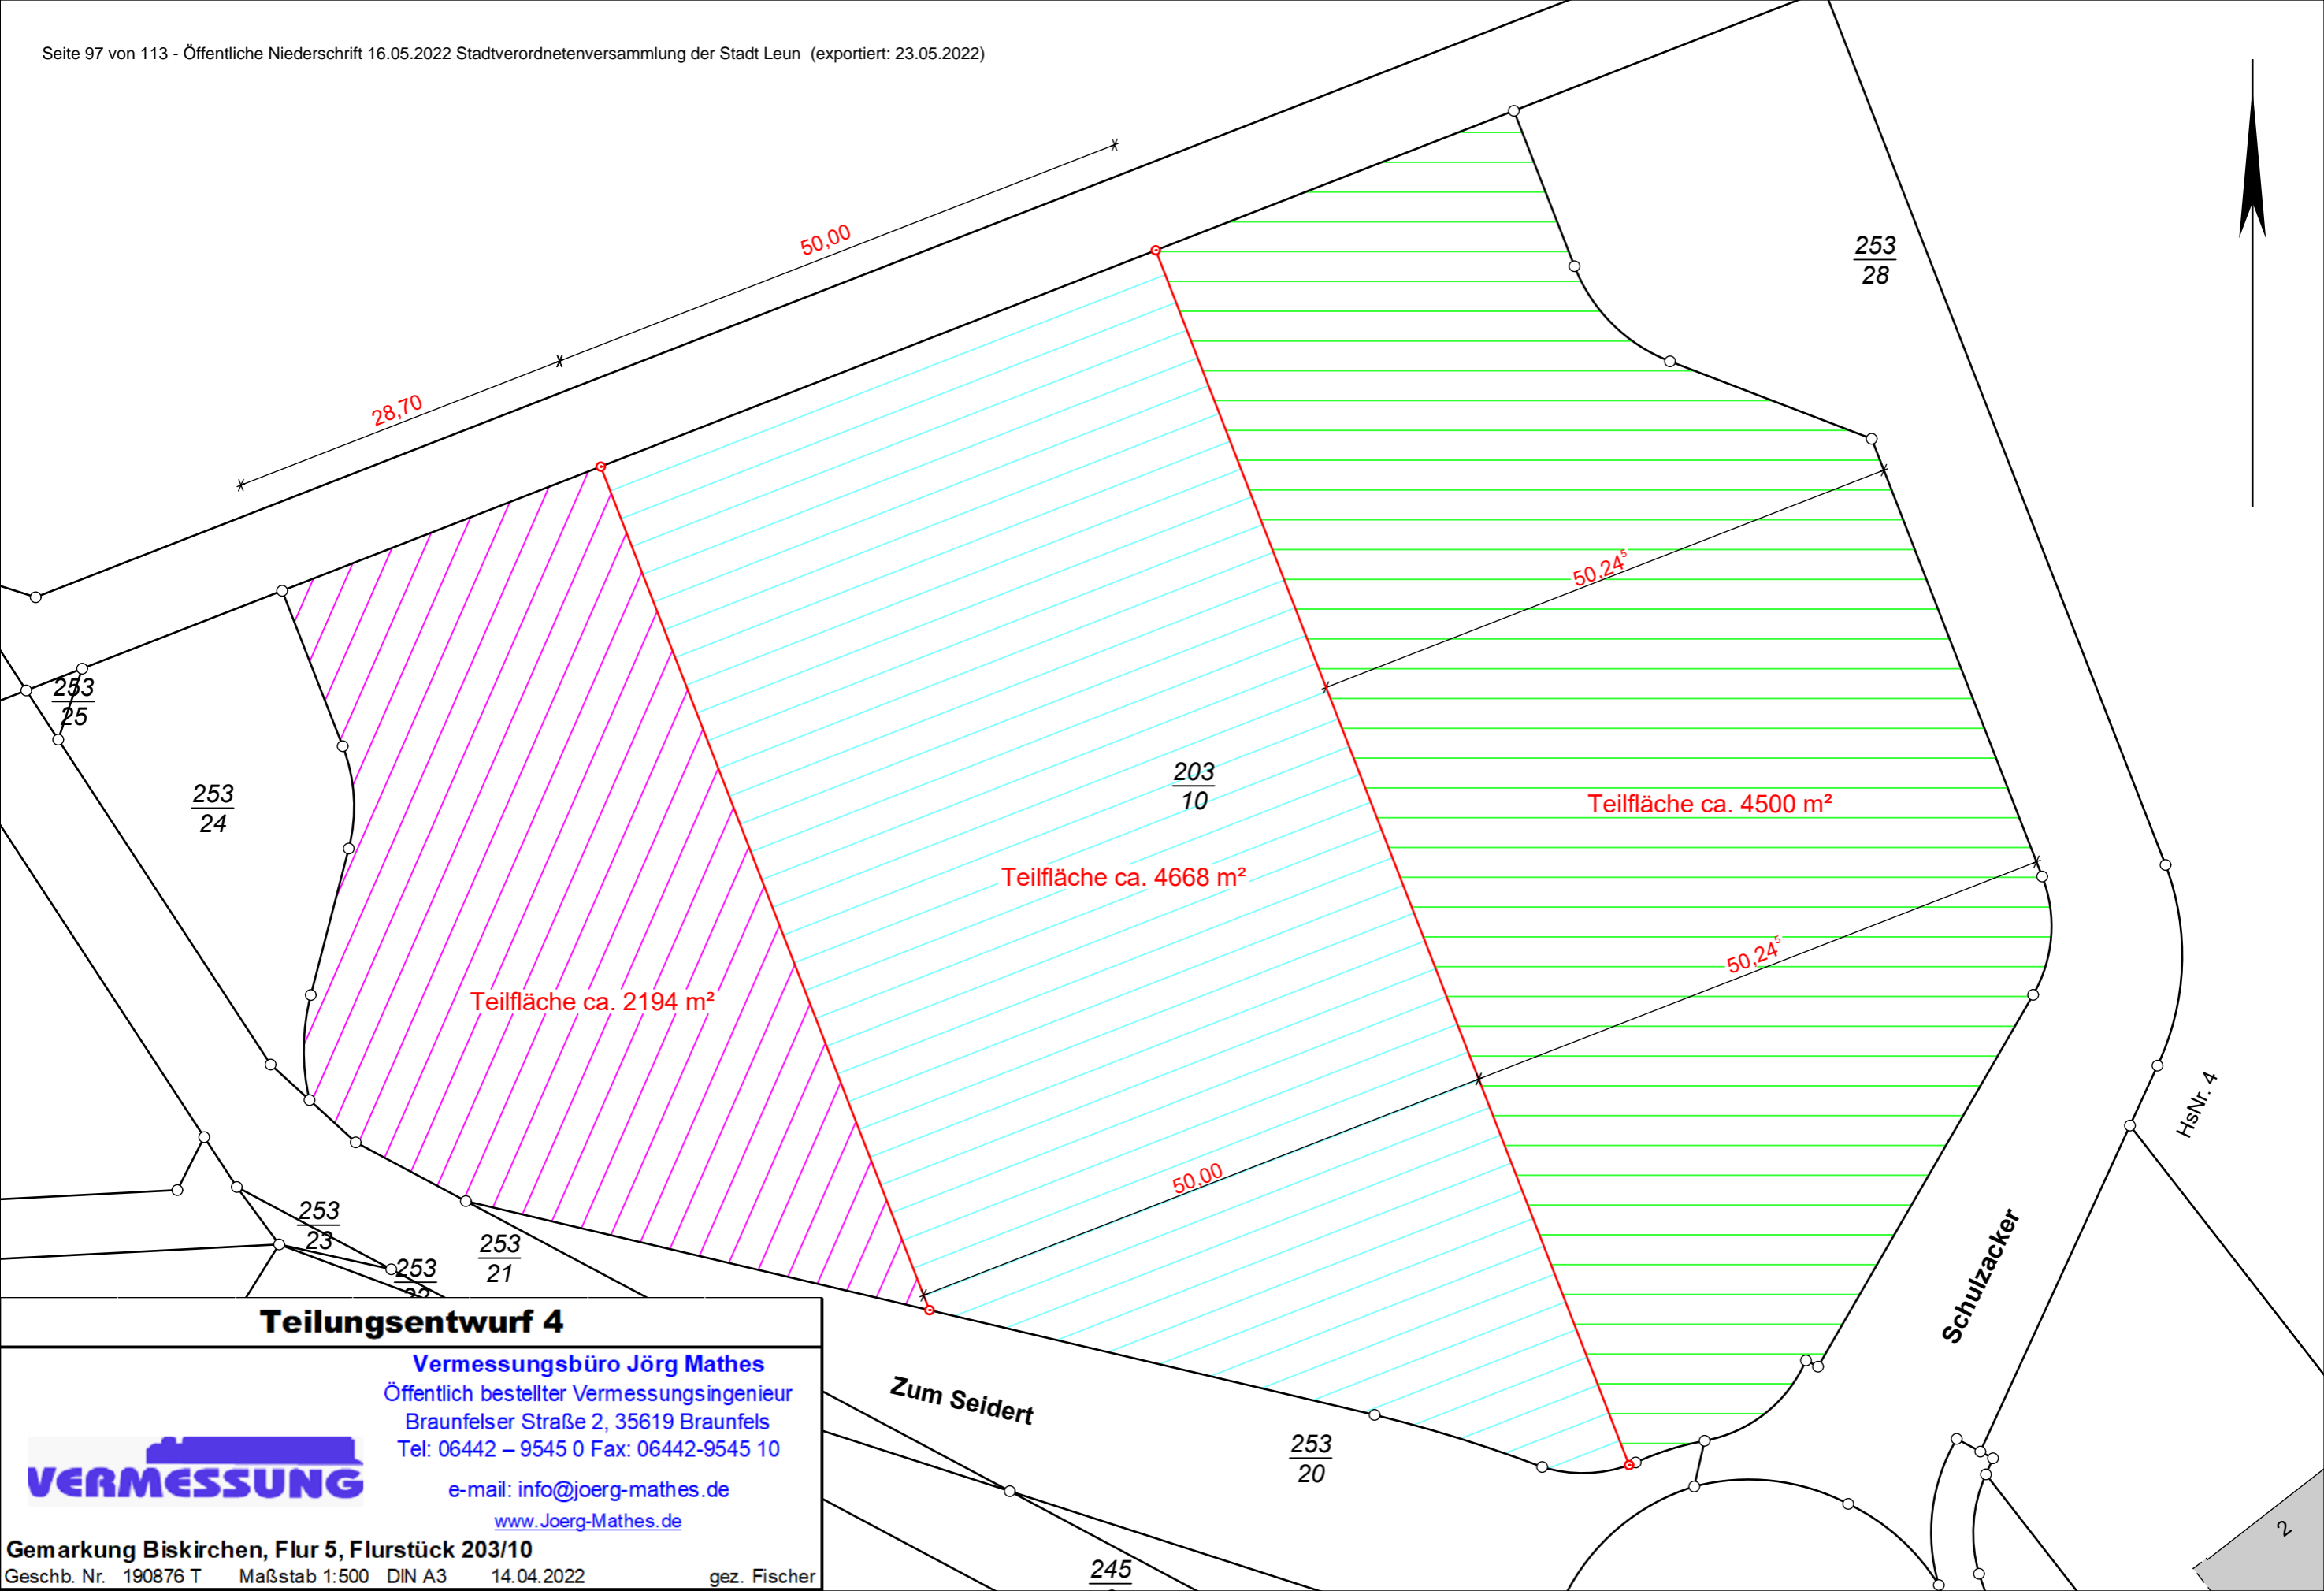 Seite 97 von 113 - Öffentliche Niederschrift 16.05.2022 Stadtverordnetenversammlung der Stadt Leun (exportiert: 23.05.2022)
50,00
28,70
253
28
50,24⁵
253
25
253
24
203
10
Teilfläche ca. 4500 m²
Teilfläche ca. 4668 m²
50,24⁵
Teilfläche ca. 2194 m²
HsNr. 4
50,00
253
23
253
21
253
Schulzacker
Zum Seidert
253
20
245
2
Teilungsentwurf 4
Vermessungsbüro Jörg Mathes
Öffentlich bestellter Vermessungsingenieur
Braunfelser Straße 2, 35619 Braunfels
Tel: 06442 – 9545 0 Fax: 06442-9545 10
e-mail: info@joerg-mathes.de
www.Joerg-Mathes.de
VERMESSUNG
Gemarkung Biskirchen, Flur 5, Flurstück 203/10
Geschb. Nr. 190876 T Maßstab 1:500 DIN A3 14.04.2022 gez. Fischer